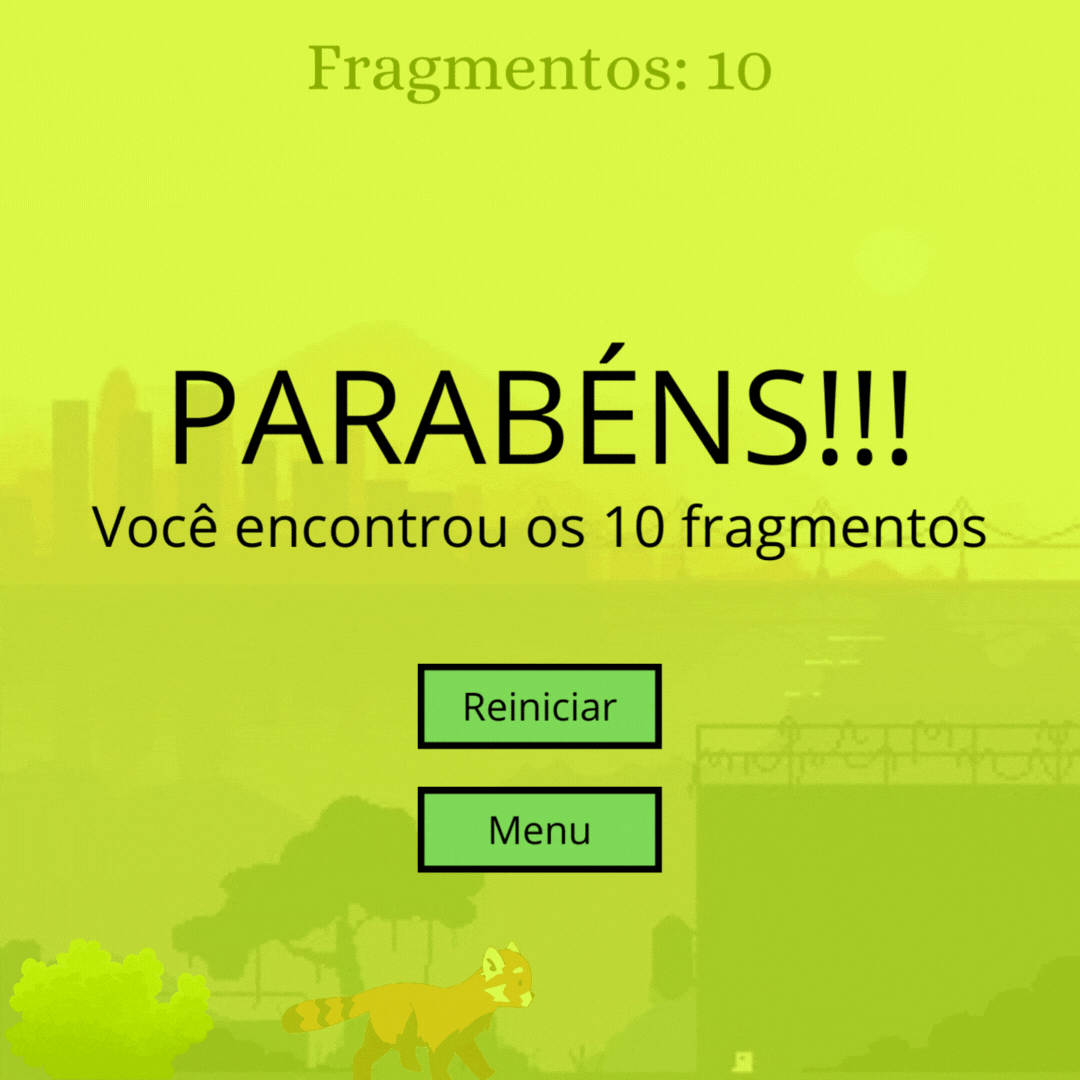 Fragmentos: 10
PARABÉNS!!!
Você encontrou os 10 fragmentos
Reiniciar
Menu